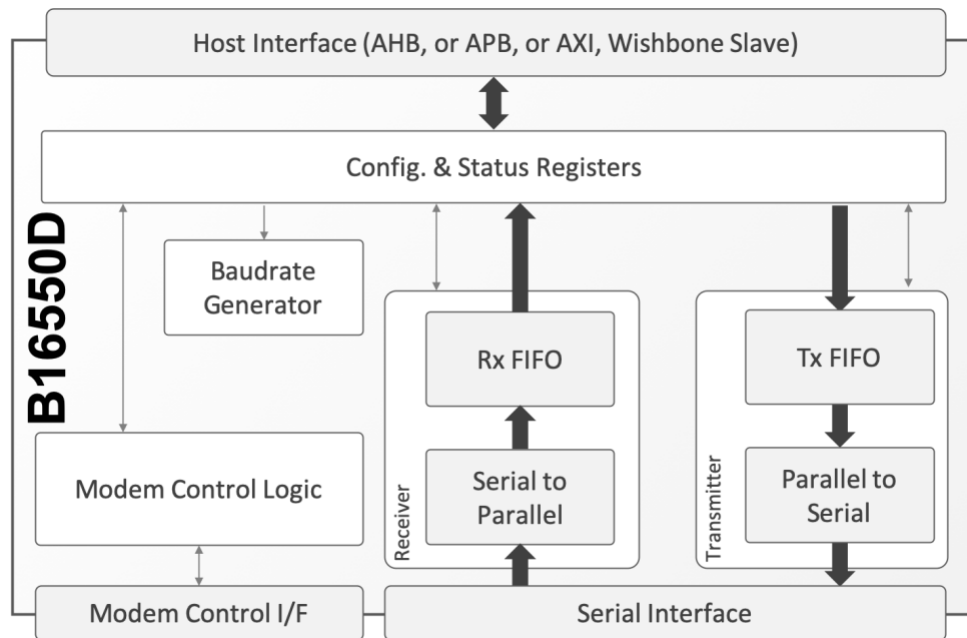 Host Interface (AHB, or APB, or AXI, Wishbone Slave)
Config. & Status Registers
B16550D
Baudrate
Generator
Rx FIFO
Tx FIFO
Modem Control Logic
Receiver
Serial to
Parallel
Transmitter
Parallel to
Serial
Modem Control I/F
Serial Interface